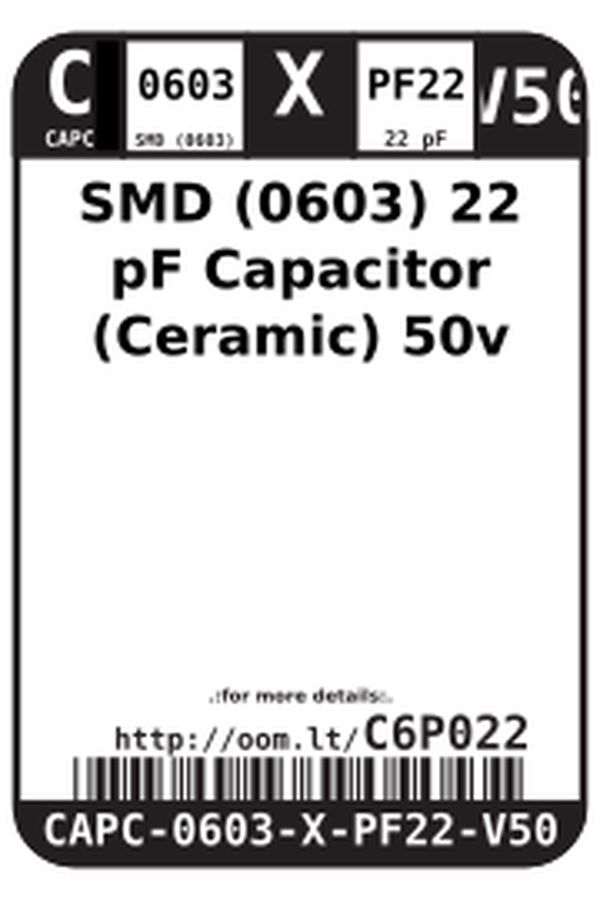 C 0603 X PF22 V50
CAPC SMD (0603) 22 pF
SMD (0603) 22
pF Capacitor
(Ceramic) 50v
.:for more details:.
http://oom.lt/C6P022
CAPC-0603-X-PF22-V50